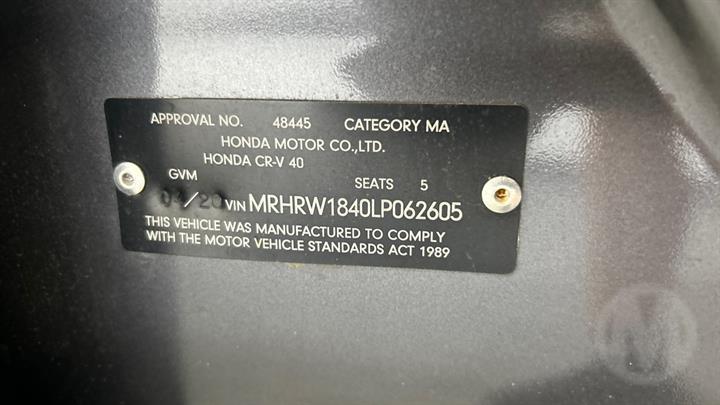 APPROVAL NO. 48445 CATEGORY MA
HONDA MOTOR CO.,LTD.
HONDA CR-V 40
GVM SEATS 5
04/20 VIN MRHRW1840LP062605
THIS VEHICLE WAS MANUFACTURED TO COMPLY
WITH THE MOTOR VEHICLE STANDARDS ACT 1989
M